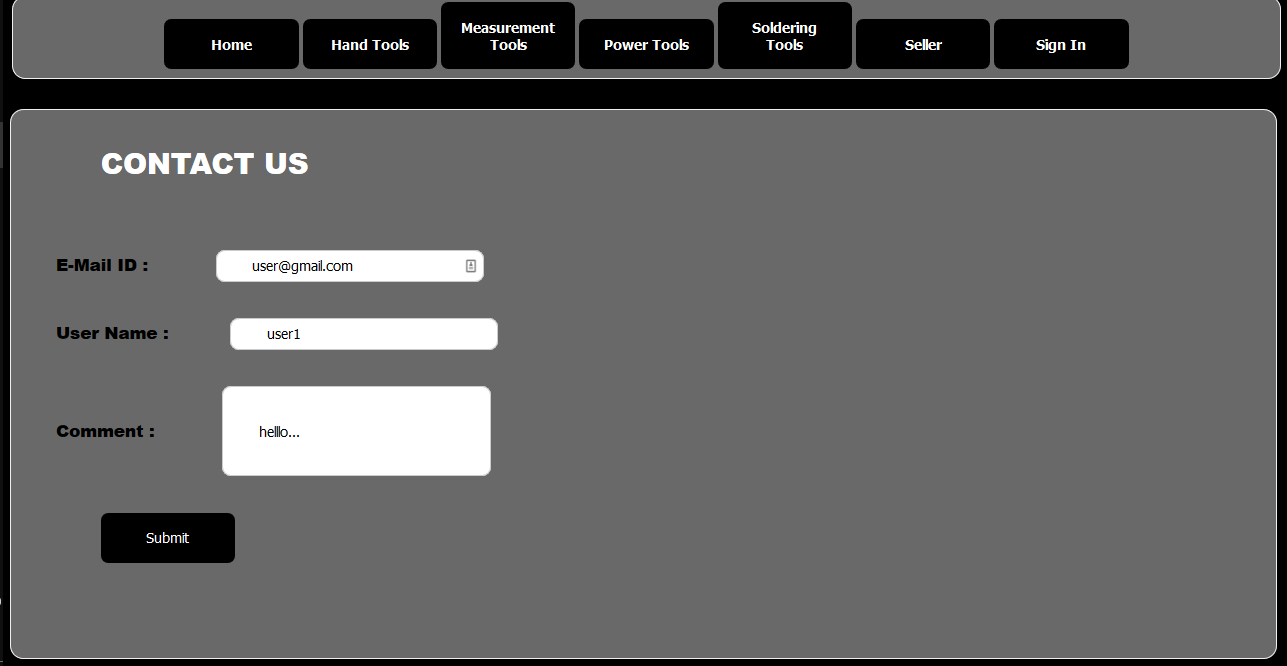 Home
Hand Tools
Measurement
Tools
Power Tools
Soldering
Tools
Seller
Sign In
CONTACT US
E-Mail ID :
user@gmail.com
User Name :
user1
Comment :
helllo...
Submit